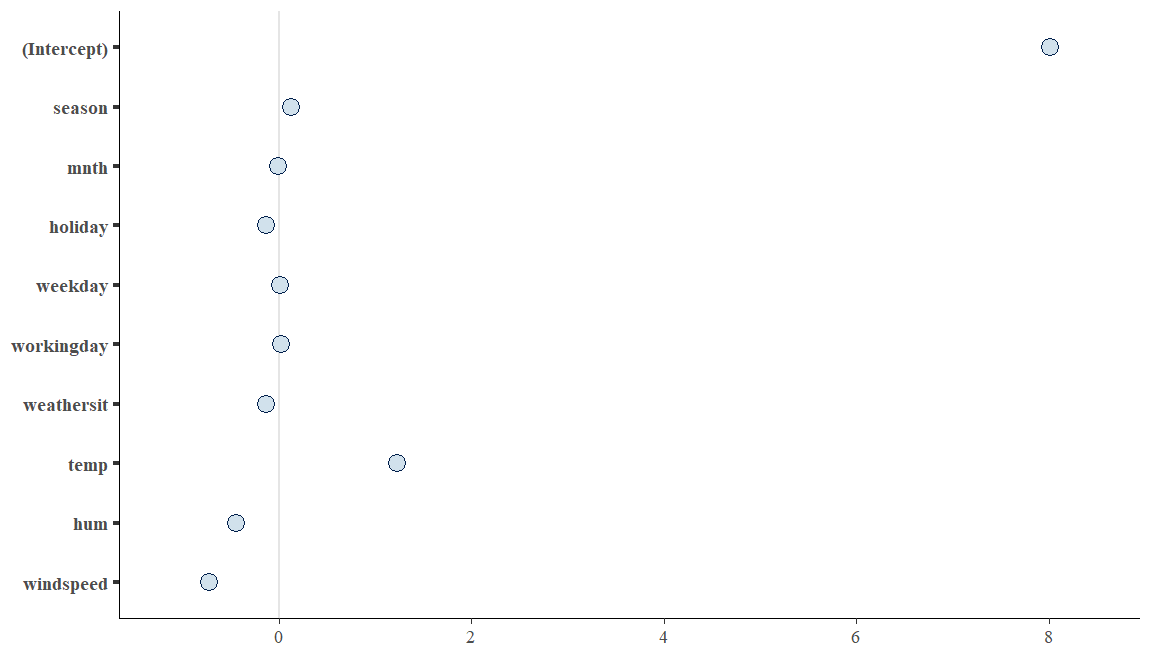 (Intercept)
season
mnth
holiday
weekday
workingday
weathersit
temp
hum
windspeed
0 2 4 6 8